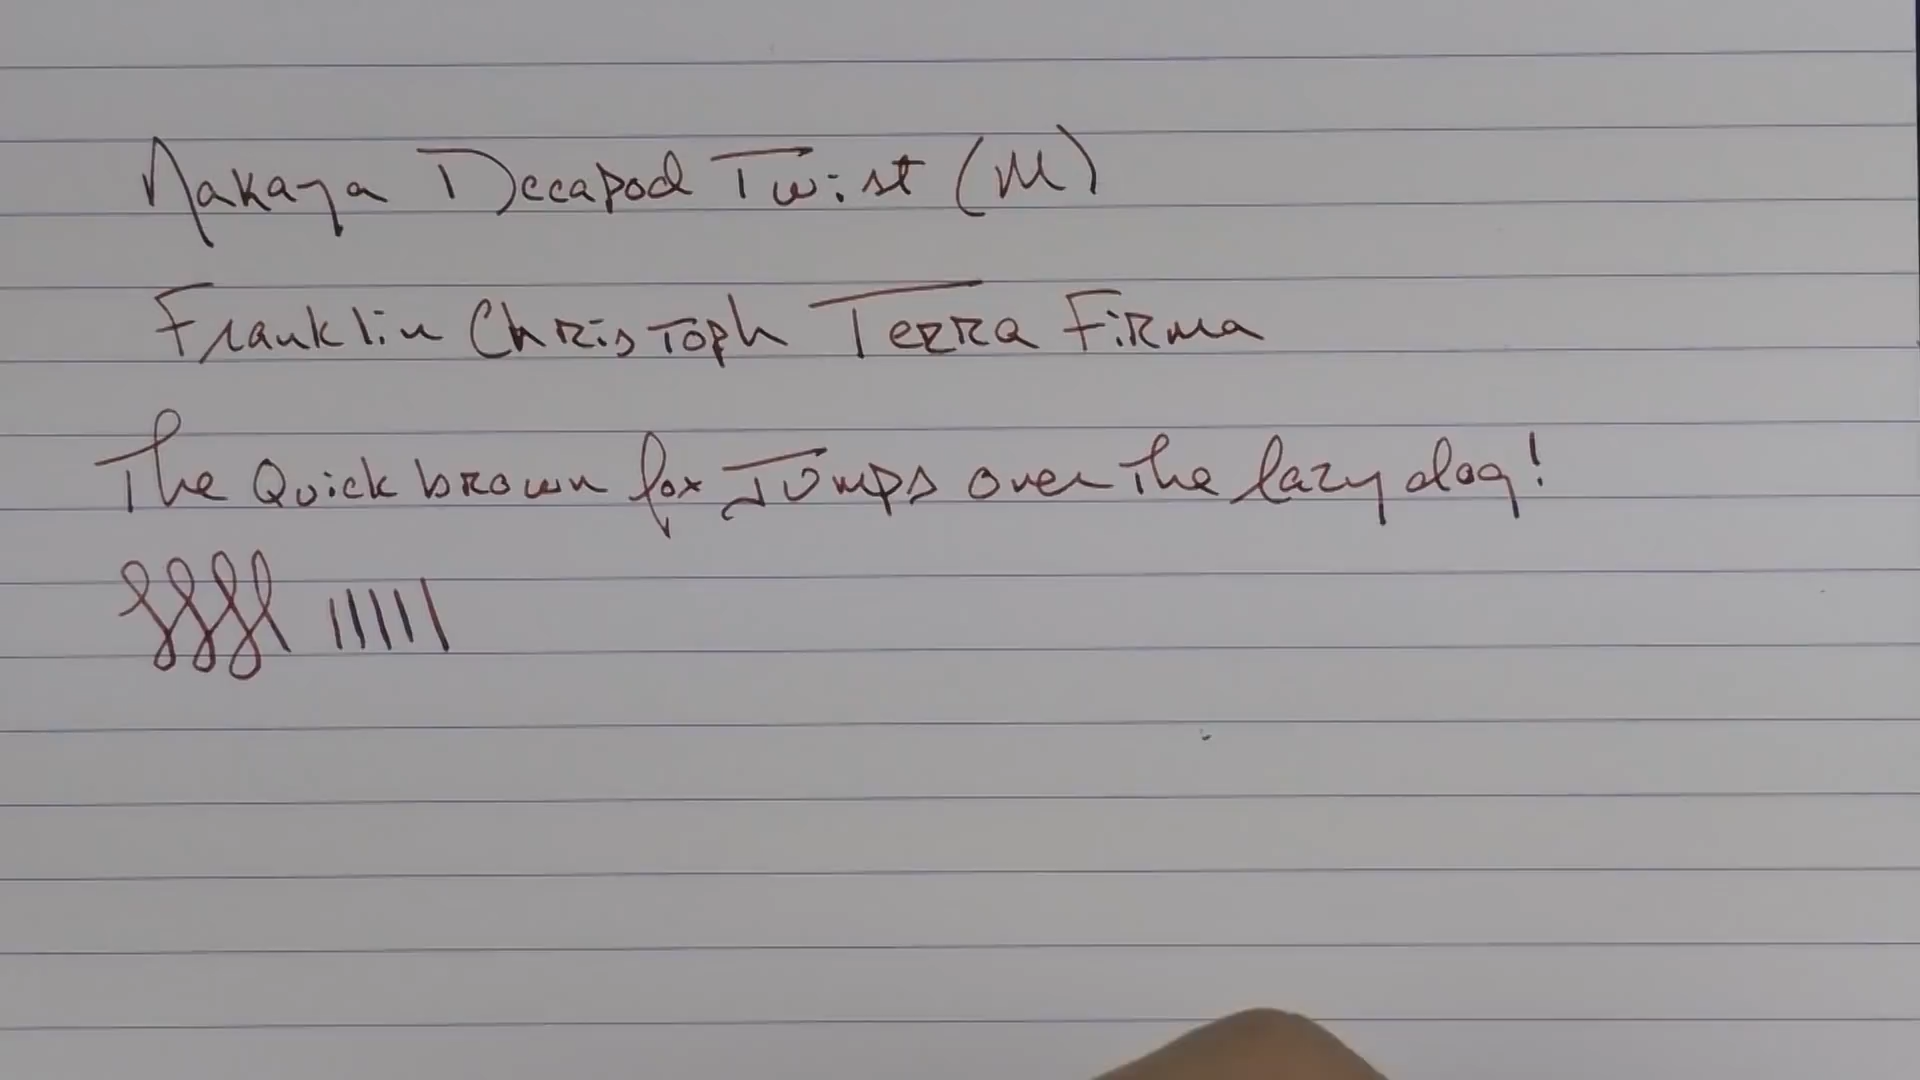 Nakaya Decapod Twist (M)
Franklin Christoph Terra Firma
The Quick brown fox Jumps over The lazy dog!